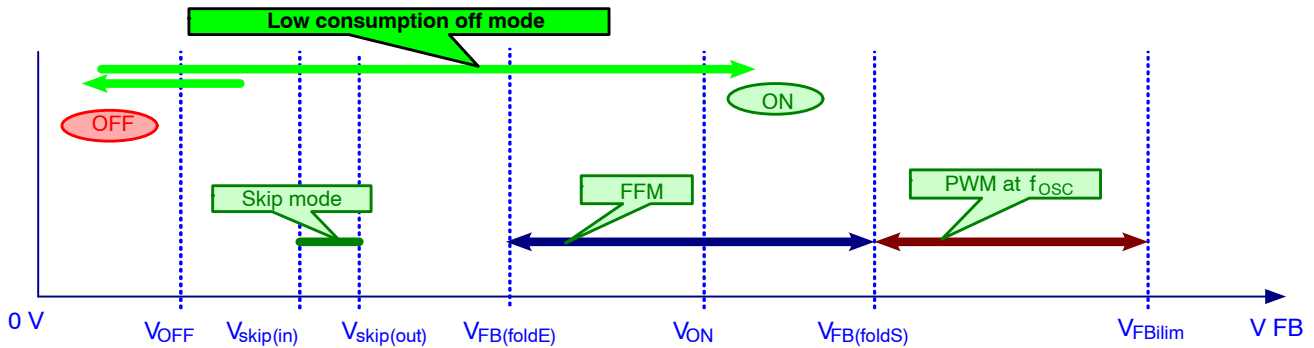 Low consumption off mode
OFF
ON
Skip mode
FFM
PWM at fOSC
0 V
VOFF
Vskip(in)
Vskip(out)
VFB(foldE)
VON
VFB(foldS)
VFBilim
V FB